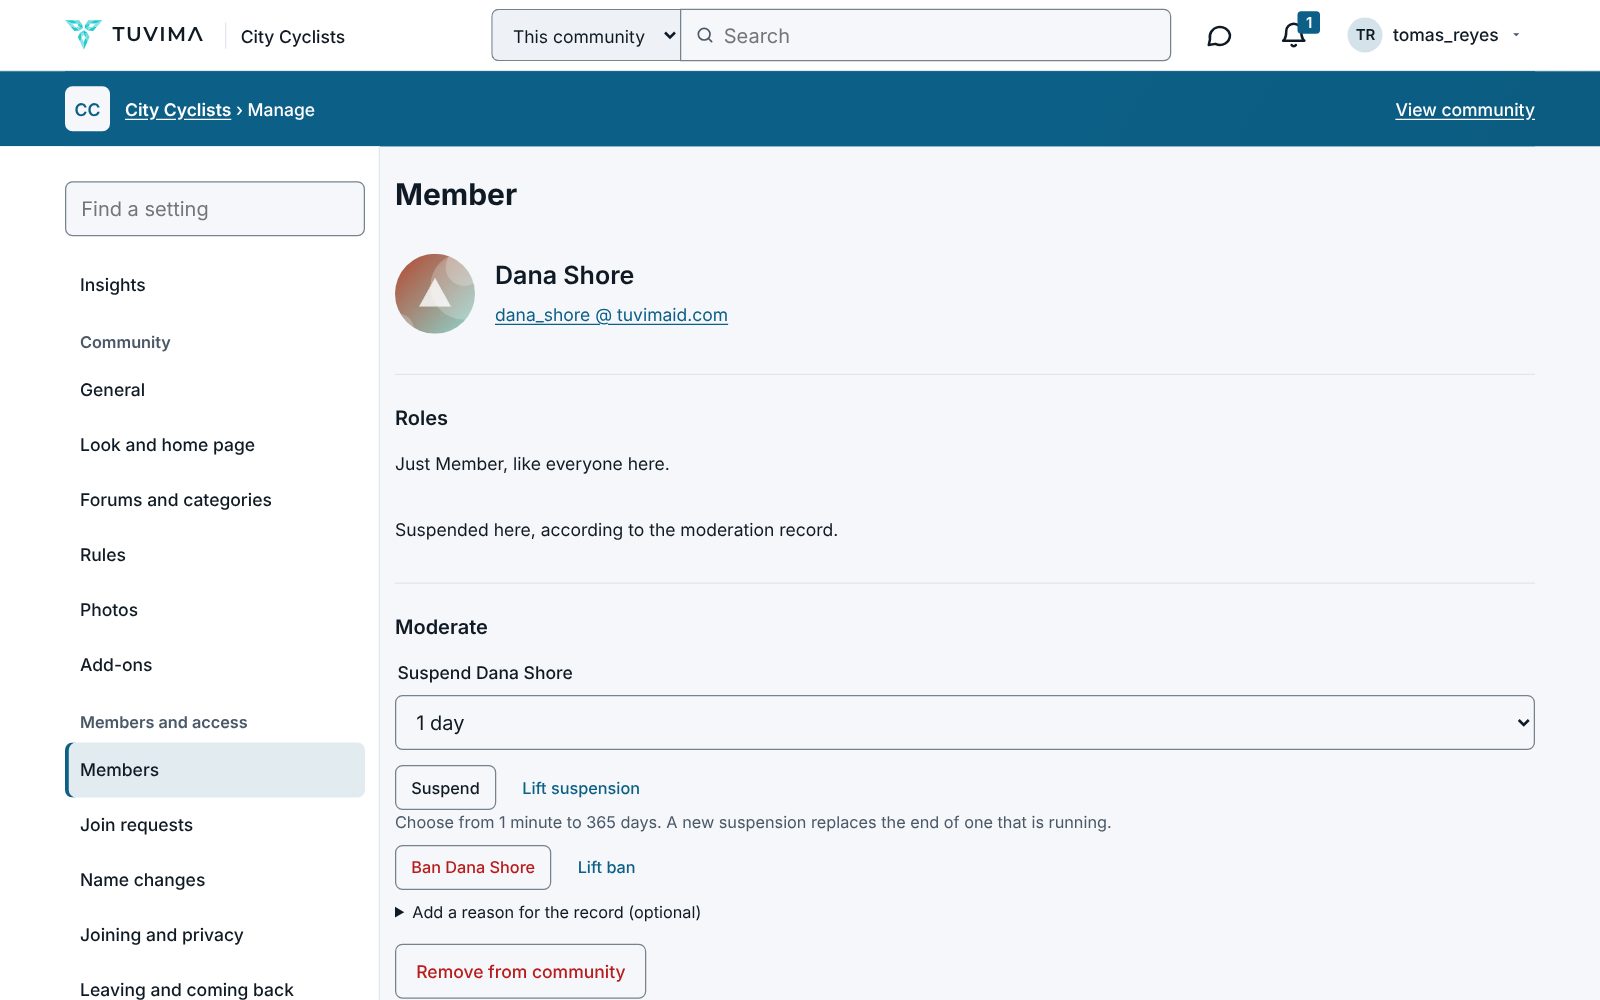 TUVIMA
City Cyclists
This community
Search
1
TR
tomas_reyes
CC
City Cyclists › Manage
View community
Find a setting
Insights
Community
General
Look and home page
Forums and categories
Rules
Photos
Add-ons
Members and access
Members
Join requests
Name changes
Joining and privacy
Leaving and coming back
Member
Dana Shore
dana_shore @ tuvimaid.com
Roles
Just Member, like everyone here.
Suspended here, according to the moderation record.
Moderate
Suspend Dana Shore
1 day
Suspend
Lift suspension
Choose from 1 minute to 365 days. A new suspension replaces the end of one that is running.
Ban Dana Shore
Lift ban
Add a reason for the record (optional)
Remove from community